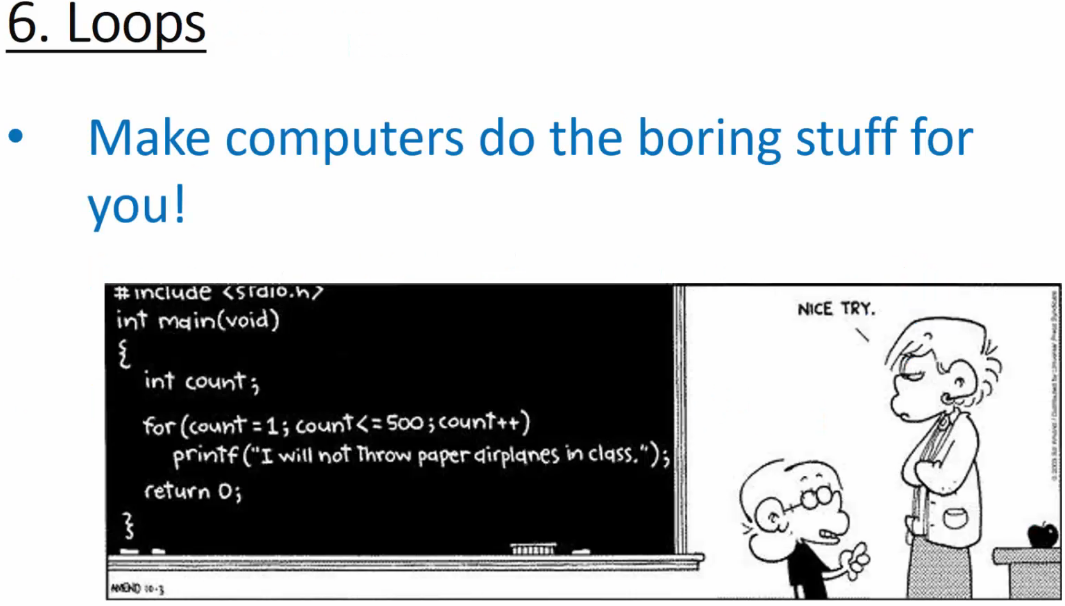 6. Loops
• Make computers do the boring stuff for
you!
#include <stdio.h>
int main(void)
{
int count;
for (count = 1; count <= 500; count++)
printf("I will not throw paper airplanes in class.");
return 0;
}
NICE TRY.
AMEND 10-3